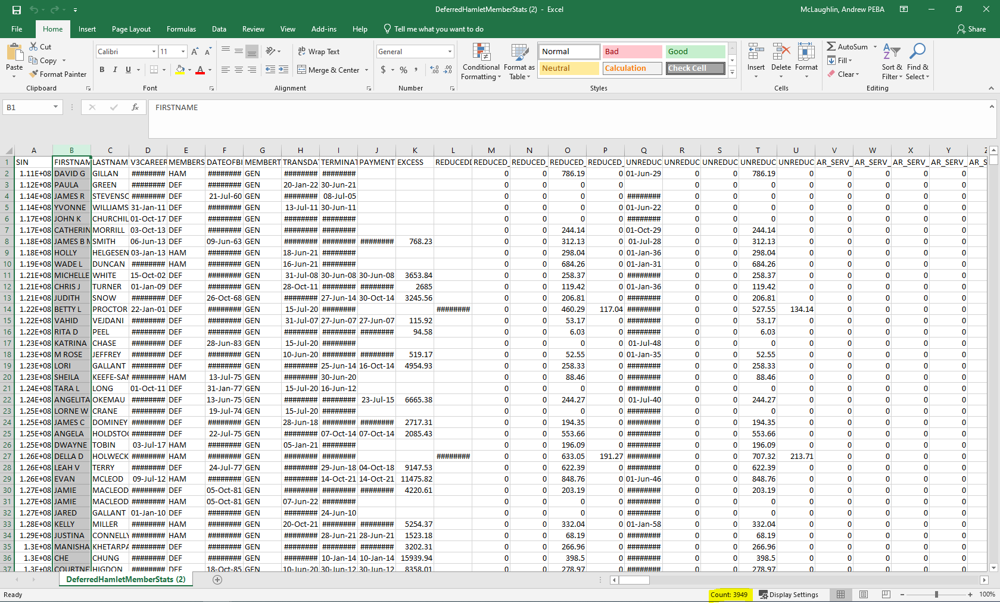 DeferredHamletMemberStats (2) - Excel
McLaughlin, Andrew PEBA
File Home Insert Page Layout Formulas Data Review View Add-ins Help Tell me what you want to do Share
Paste Cut Copy Format Painter Clipboard
Calibri 11 B I U Font
Wrap Text Merge & Center Alignment
General $ % Number
Conditional Formatting Format as Table
Normal Bad Good
Neutral Calculation Check Cell
Styles
Insert Delete Format Cells
AutoSum Fill Clear Sort & Filter Find & Select Editing
B1 fx FIRSTNAME
A B C D E F G H I J K L M N O P Q R S T U V W X Y Z
1 SIN FIRSTNAM LASTNAM V3CAREER MEMBERS DATEOFBI MEMBERT TRANSDA TERMINAT PAYMENT EXCESS REDUCEDD REDUCED_ REDUCED_ REDUCED_ REDUCED_ UNREDUC UNREDUC UNREDUC UNREDUC UNREDUC AR_SERV_ AR_SERV_ AR_SERV_ AR_SERV_ AR_S
2 1.11E+08 DAVID G GILLAN ######## HAM ######## GEN ######## ######## 0 0 786.19 0 01-Jun-29 0 0 786.19 0 0 0 0 0
3 1.12E+08 PAULA GREEN ######## DEF ######## GEN 20-Jan-22 30-Jun-21 0 0 0 0 0 0 0 0 0 0 0 0
4 1.14E+08 JAMES R STEVENSO ######## DEF 21-Jul-60 GEN ######## 08-Jul-05 0 0 0 0 ######## 0 0 0 0 0 0 0 0
5 1.14E+08 YVONNE WILLIAMS 31-Jan-11 DEF ######## GEN 13-Jul-11 30-Jun-11 0 0 0 0 01-Jun-22 0 0 0 0 0 0 0 0
6 1.17E+08 JOHN K CHURCHIL 01-Oct-17 DEF ######## GEN ######## ######## 0 0 0 0 ######## 0 0 0 0 0 0 0 0
7 1.17E+08 CATHERIN MORRILL 03-Oct-13 DEF ######## GEN ######## ######## 0 0 244.14 0 01-Oct-29 0 0 244.14 0 0 0 0 0
8 1.18E+08 JAMES B M SMITH 06-Jun-13 DEF 09-Jun-63 GEN ######## ######## ######## 768.23 0 0 312.13 0 01-Jul-28 0 0 312.13 0 0 0 0 0
9 1.18E+08 HOLLY HELGESEN 03-Jan-13 HAM ######## GEN 18-Jun-21 ######## 0 0 298.04 0 01-Jan-36 0 0 298.04 0 0 0 0 0
10 1.19E+08 WADE L DUNCAN ######## HAM ######## GEN 16-Jun-21 ######## 0 0 684.26 0 01-Jan-31 0 0 684.26 0 0 0 0 0
11 1.21E+08 MICHELLE WHITE 15-Oct-02 DEF ######## GEN 31-Jul-08 30-Jun-08 30-Jun-08 3653.84 0 0 258.37 0 ######## 0 0 258.37 0 0 0 0 0
12 1.21E+08 CHRIS J TURNER 01-Jan-09 DEF ######## GEN 28-Oct-11 ######## ######## 2685 0 0 119.42 0 01-Jan-36 0 0 119.42 0 0 0 0 0
13 1.21E+08 JUDITH SNOW ######## DEF 26-Oct-68 GEN ######## 27-Jun-14 30-Oct-14 3245.56 0 0 206.81 0 ######## 0 0 206.81 0 0 0 0 0
14 1.22E+08 BETTY L PROCTOR 22-Jan-01 DEF ######## GEN 15-Jul-20 ######## ######## 0 0 460.29 117.04 ######## 0 0 527.55 134.14 0 0 0 0
15 1.22E+08 VAHID VEJDANI ######## DEF ######## GEN 31-Jul-07 27-Jun-07 27-Jun-07 115.92 0 0 53.17 0 ######## 0 0 53.17 0 0 0 0 0
16 1.22E+08 RITA D PEEL ######## DEF ######## GEN ######## ######## ######## 94.58 0 0 6.03 0 ######## 0 0 6.03 0 0 0 0 0
17 1.23E+08 KATRINA CHASE ######## DEF 28-Jun-83 GEN 15-Jul-20 ######## 0 0 0 0 01-Jul-48 0 0 0 0 0 0 0 0
18 1.23E+08 M ROSE JEFFREY ######## DEF ######## GEN 10-Jun-20 ######## ######## 519.17 0 0 52.55 0 01-Jan-35 0 0 52.55 0 0 0 0 0
19 1.23E+08 LORI GALLANT ######## DEF ######## GEN ######## 25-Jun-14 16-Oct-14 4954.93 0 0 258.33 0 ######## 0 0 258.33 0 0 0 0 0
20 1.23E+08 SHEILA KEEFE-SAN ######## HAM 13-Jul-75 GEN ######## 30-Jun-20 0 0 88.46 0 ######## 0 0 88.46 0 0 0 0 0
21 1.24E+08 TARA L LONG 01-Oct-11 DEF 31-Jan-77 GEN 15-Jul-20 16-Jun-12 0 0 0 0 ######## 0 0 0 0 0 0 0 0
22 1.24E+08 ANGELITA OKEMAU ######## DEF 13-Jun-75 GEN ######## ######## 23-Jul-15 6665.38 0 0 244.27 0 01-Jul-40 0 0 244.27 0 0 0 0 0
23 1.25E+08 LORNE W CRANE ######## DEF 19-Jul-74 GEN 15-Jul-20 ######## 0 0 0 0 ######## 0 0 0 0 0 0 0 0
24 1.25E+08 JAMES C DOMINEY ######## DEF ######## GEN 28-Jun-18 ######## ######## 2717.31 0 0 194.35 0 ######## 0 0 194.35 0 0 0 0 0
25 1.25E+08 ANGELA HOLDSTOC ######## DEF 22-Jul-75 GEN ######## 07-Oct-14 07-Oct-14 2085.43 0 0 553.66 0 ######## 0 0 553.66 0 0 0 0 0
26 1.25E+08 DWAYNE TOBIN 03-Jul-17 HAM ######## GEN 05-Jan-21 ######## 0 0 196.09 0 ######## 0 0 196.09 0 0 0 0 0
27 1.26E+08 DELLA D HOLWECK ######## HAM ######## GEN ######## ######## ######## 0 0 633.05 191.27 ######## 0 0 707.32 213.71 0 0 0 0
28 1.26E+08 LEAH V TERRY ######## DEF 24-Jul-77 GEN ######## 29-Jun-18 04-Oct-18 9147.53 0 0 622.39 0 ######## 0 0 622.39 0 0 0 0 0
29 1.26E+08 EVAN MCLEOD 09-Jul-12 HAM ######## GEN ######## 14-Oct-21 14-Oct-21 11475.82 0 0 848.76 0 01-Jun-46 0 0 848.76 0 0 0 0 0
30 1.27E+08 JAMIE MACLEOD ######## DEF 05-Oct-81 GEN ######## ######## ######## 4220.61 0 0 203.19 0 ######## 0 0 203.19 0 0 0 0 0
31 1.27E+08 JAMIE MACLEOD ######## HAM 05-Oct-81 GEN 07-Jun-22 ######## 0 0 0 0 ######## 0 0 0 0 0 0 0 0
32 1.27E+08 JARED GALLANT 01-Jan-10 DEF ######## GEN ######## 24-Jun-10 0 0 0 0 ######## 0 0 0 0 0 0 0 0
33 1.28E+08 KELLY MILLER ######## HAM ######## GEN 20-Oct-21 ######## ######## 5254.37 0 0 332.04 0 01-Jan-58 0 0 332.04 0 0 0 0 0
34 1.29E+08 JUSTINA CONNELLY ######## HAM ######## GEN ######## 28-Jun-21 28-Jun-21 1523.18 0 0 68.19 0 ######## 0 0 68.19 0 0 0 0 0
35 1.3E+08 MANISHA KHETARPA ######## DEF ######## GEN ######## ######## ######## 3202.31 0 0 266.96 0 ######## 0 0 266.96 0 0 0 0 0
36 1.3E+08 CHE CHUNG ######## DEF ######## GEN ######## 10-Jan-14 10-Jan-14 15939.94 0 0 398.5 0 ######## 0 0 398.5 0 0 0 0 0
37 1.3E+08 COURTNE HIGDON ######## DEF 18-Oct-85 GEN 10-Jun-20 30-Jun-12 30-Jun-12 8358.01 0 0 278.97 0 ######## 0 0 278.97 0 0 0 0 0
DeferredHamletMemberStats (2)
Ready Count: 3949 Display Settings 100%